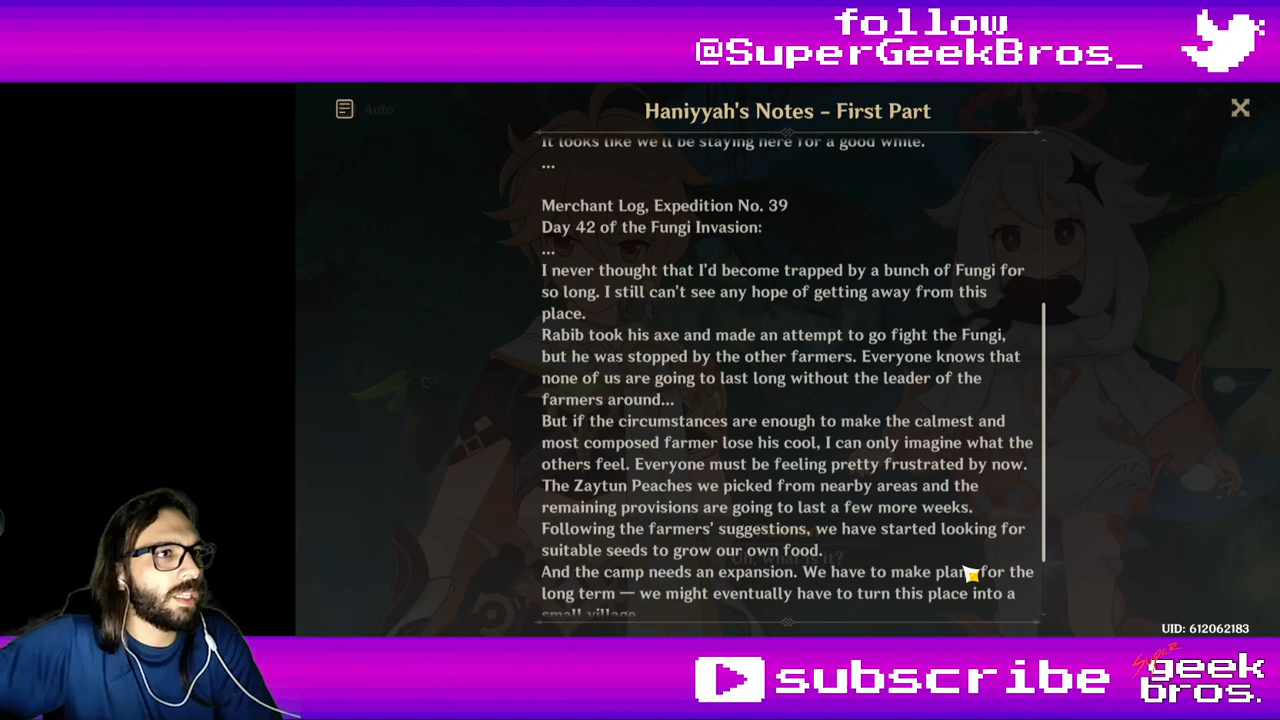 follow
@SuperGeekBros_
Auto
Haniyyah's Notes - First Part
It looks like we'll be staying here for a good while.
...
Merchant Log, Expedition No. 39
Day 42 of the Fungi Invasion:
...
I never thought that I'd become trapped by a bunch of Fungi for
so long. I still can't see any hope of getting away from this
place.
Rabib took his axe and made an attempt to go fight the Fungi,
but he was stopped by the other farmers. Everyone knows that
none of us are going to last long without the leader of the
farmers around...
But if the circumstances are enough to make the calmest and
most composed farmer lose his cool, I can only imagine what the
others feel. Everyone must be feeling pretty frustrated by now.
The Zaytun Peaches we picked from nearby areas and the
remaining provisions are going to last a few more weeks.
Following the farmers' suggestions, we have started looking for
suitable seeds to grow our own food.
And the camp needs an expansion. We have to make plans for the
long term — we might eventually have to turn this place into a
small village
UID: 612062183
subscribe
SUPER
geek
bros.